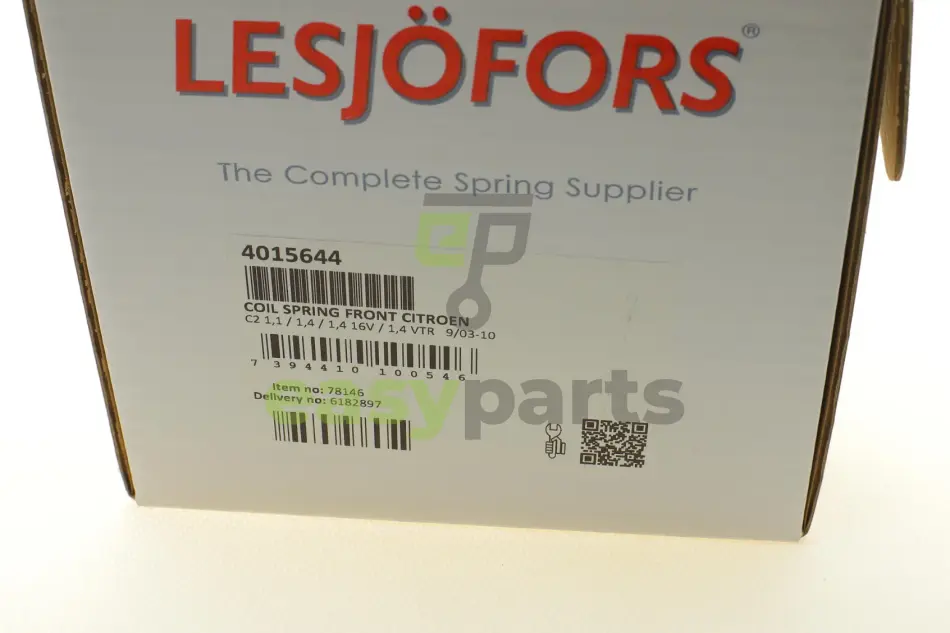 LESJÖFORS®
The Complete Spring Supplier
4015644
COIL SPRING FRONT CITROEN
C2 1,1 / 1,4 / 1,4 16V / 1,4 VTR 9/03-10
7 394410 100546
Item no: 78146
Delivery no: 6182897
ep
easyparts